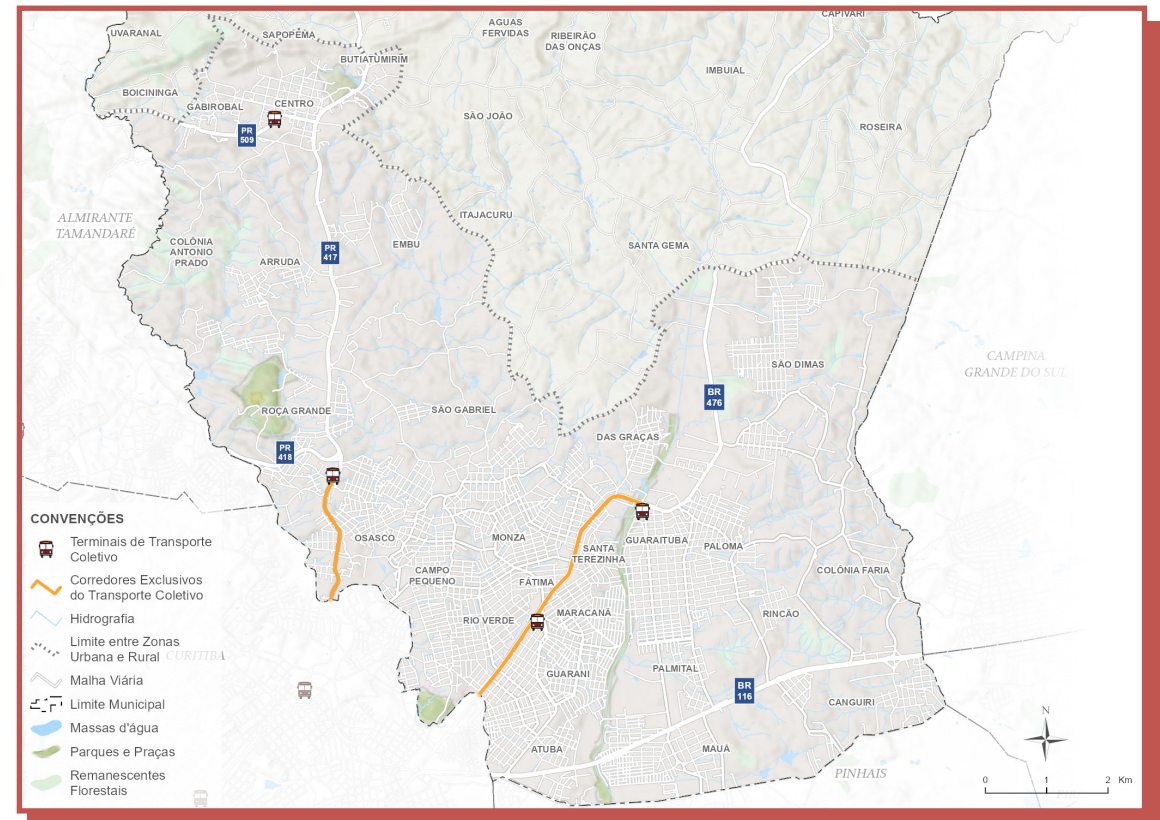 CAPIVARI
AGUAS
FERVIDAS
UVARANAL
SAPOPEMA
RIBEIRÃO
DAS ONÇAS
BUTIATUMIRIM
IMBUIAL
BOICININGA
GABIROBAL
CENTRO
SÃO JOÃO
ROSEIRA
PR
509
ALMIRANTE
TAMANDARÉ
ITAJACURU
COLÔNIA
ANTONIO
PRADO
PR
417
EMBU
SANTA GEMA
ARRUDA
CAMPINA
GRANDE DO SUL
SÃO DIMAS
BR
476
ROÇA GRANDE
SÃO GABRIEL
DAS GRAÇAS
PR
418
CONVENÇÕES
Terminais de Transporte
Coletivo
Corredores Exclusivos
do Transporte Coletivo
Hidrografia
Limite entre Zonas
Urbana e Rural
CURITIBA
Malha Viária
Limite Municipal
Massas d'água
Parques e Praças
Remanescentes
Florestais
OSASCO
MONZA
SANTA
TEREZINHA
GUARAITUBA
PALOMA
CAMPO
PEQUENO
FÁTIMA
COLÔNIA FARIA
RIO VERDE
MARACANÃ
RINCÃO
GUARANI
PALMITAL
BR
116
CANGUIRI
ATUBA
MAUÁ
PINHAIS
N
0 1 2 Km